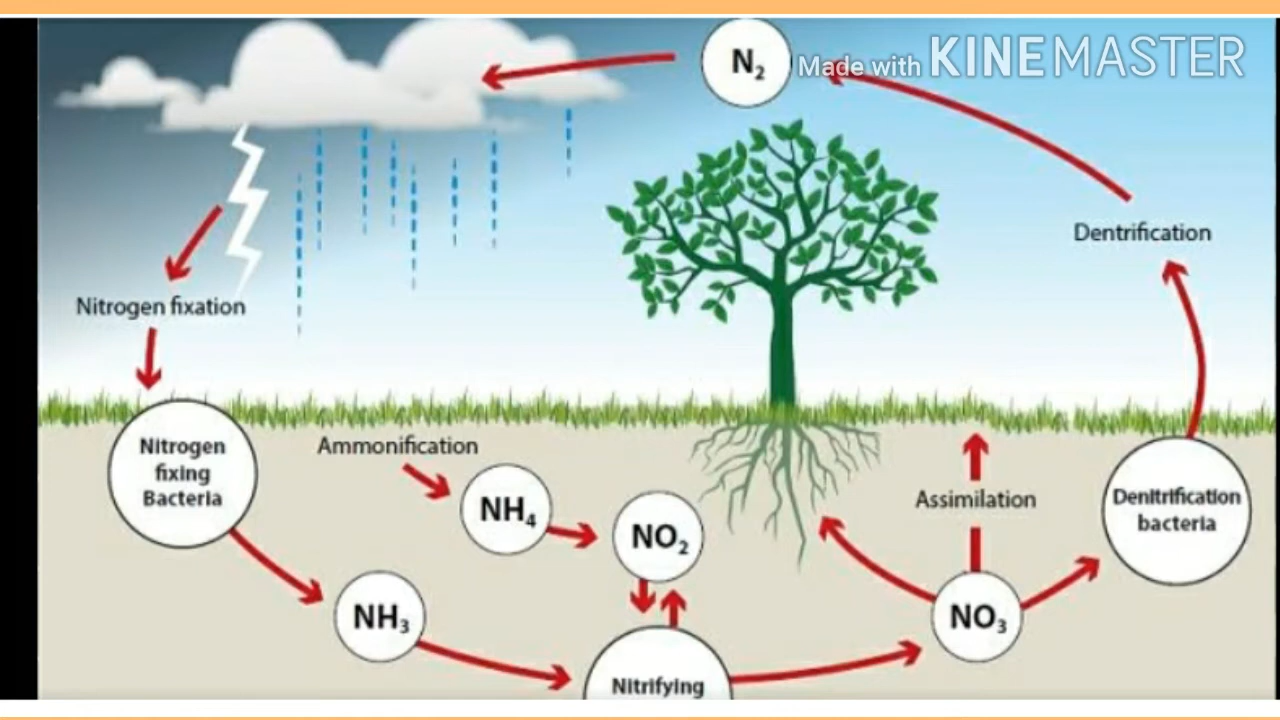 N₂
Made with KINEMASTER
Dentrification
Nitrogen fixation
Nitrogen
fixing
Bacteria
Ammonification
NH₄
NO₂
Assimilation
Denitrification
bacteria
NH₃
NO₃
Nitrifying